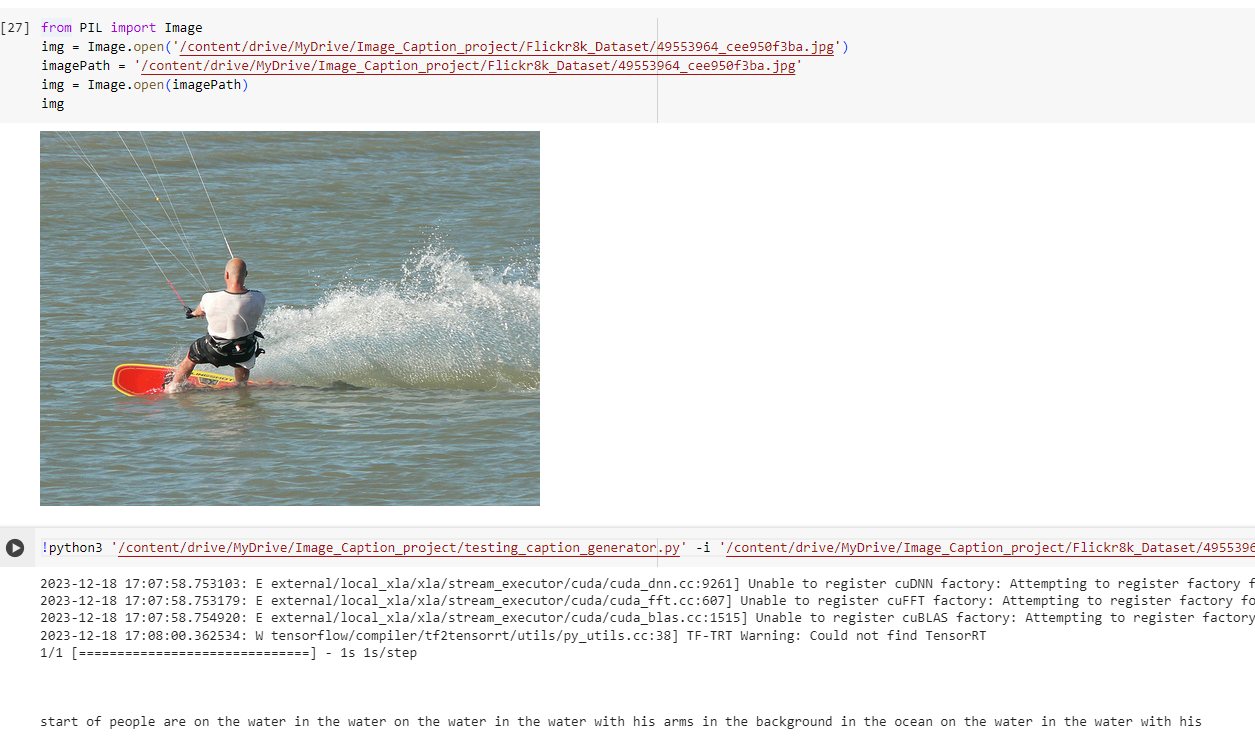 [27] from PIL import Image
img = Image.open('/content/drive/MyDrive/Image_Caption_project/Flickr8k_Dataset/49553964_cee950f3ba.jpg')
imagePath = '/content/drive/MyDrive/Image_Caption_project/Flickr8k_Dataset/49553964_cee950f3ba.jpg'
img = Image.open(imagePath)
img
!python3 '/content/drive/MyDrive/Image_Caption_project/testing_caption_generator.py' -i '/content/drive/MyDrive/Image_Caption_project/Flickr8k_Dataset/4955396
2023-12-18 17:07:58.753103: E external/local_xla/xla/stream_executor/cuda/cuda_dnn.cc:9261] Unable to register cuDNN factory: Attempting to register factory f
2023-12-18 17:07:58.753179: E external/local_xla/xla/stream_executor/cuda/cuda_fft.cc:607] Unable to register cuFFT factory: Attempting to register factory fo
2023-12-18 17:07:58.754920: E external/local_xla/xla/stream_executor/cuda/cuda_blas.cc:1515] Unable to register cuBLAS factory: Attempting to register factory
2023-12-18 17:08:00.362534: W tensorflow/compiler/tf2tensorrt/utils/py_utils.cc:38] TF-TRT Warning: Could not find TensorRT
1/1 [==============================] - 1s 1s/step
start of people are on the water in the water on the water in the water with his arms in the background in the ocean on the water in the water with his